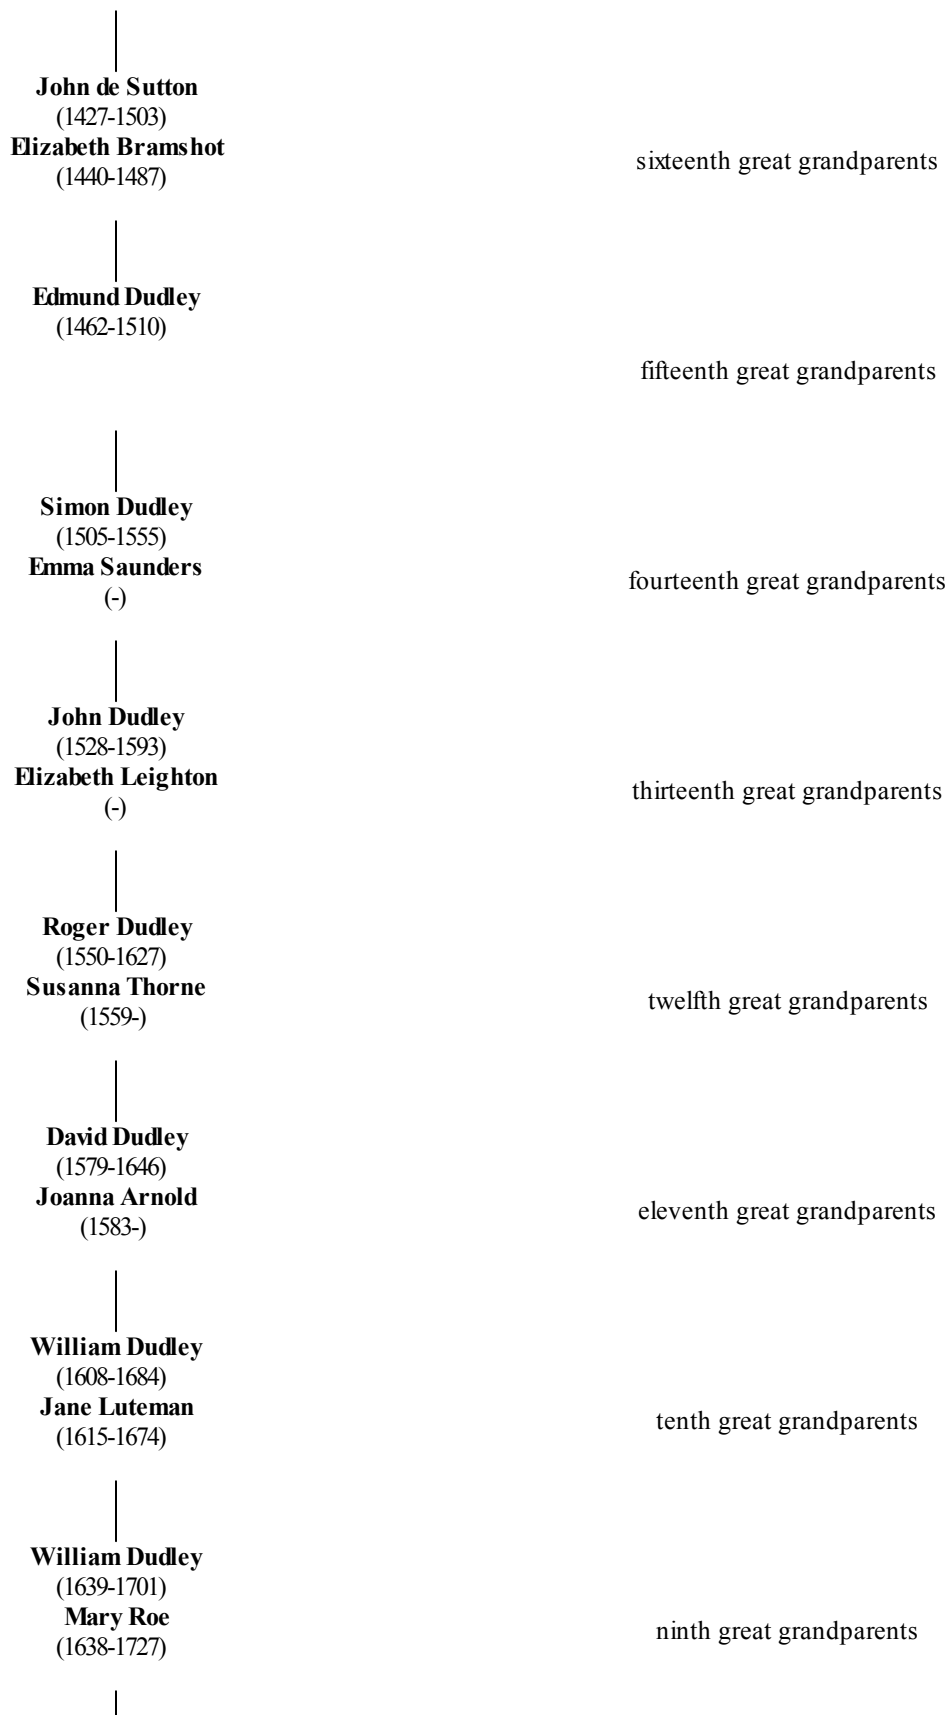 John de Sutton
(1427-1503)
Elizabeth Bramshot
(1440-1487)
sixteenth great grandparents
Edmund Dudley
(1462-1510)
fifteenth great grandparents
Simon Dudley
(1505-1555)
Emma Saunders
(-)
fourteenth great grandparents
John Dudley
(1528-1593)
Elizabeth Leighton
(-)
thirteenth great grandparents
Roger Dudley
(1550-1627)
Susanna Thorne
(1559-)
twelfth great grandparents
David Dudley
(1579-1646)
Joanna Arnold
(1583-)
eleventh great grandparents
William Dudley
(1608-1684)
Jane Luteman
(1615-1674)
tenth great grandparents
William Dudley
(1639-1701)
Mary Roe
(1638-1727)
ninth great grandparents